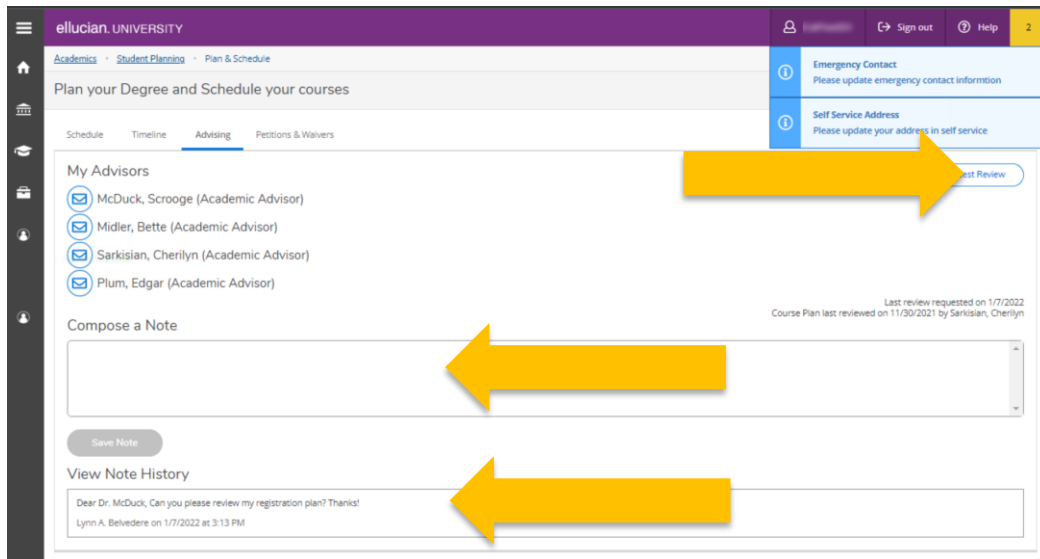 ellucian. UNIVERSITY
Sign out
Help
2
Academics · Student Planning · Plan & Schedule
Plan your Degree and Schedule your courses
Emergency Contact
Please update emergency contact informtion
Self Service Address
Please update your address in self service
Schedule Timeline Advising Petitions & Waivers
My Advisors
Review
McDuck, Scrooge (Academic Advisor)
Midler, Bette (Academic Advisor)
Sarkisian, Cherilyn (Academic Advisor)
Plum, Edgar (Academic Advisor)
Last review requested on 1/7/2022
Course Plan last reviewed on 11/30/2021 by Sarkisian, Cherilyn
Compose a Note
Save Note
View Note History
Dear Dr. McDuck, Can you please review my registration plan? Thanks!
Lynn A. Belvedere on 1/7/2022 at 3:13 PM